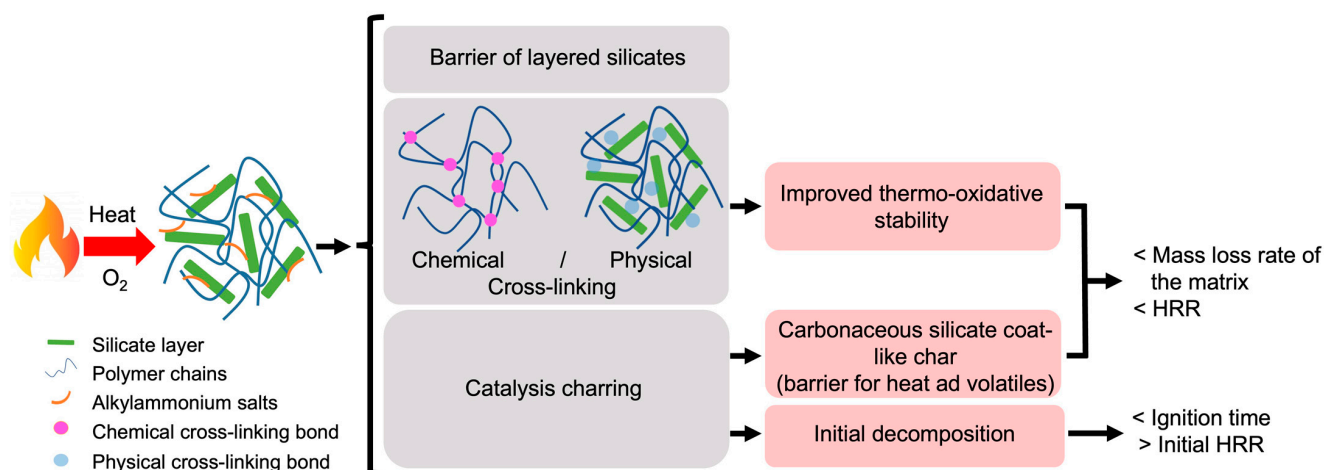 Heat
O₂
Silicate layer
Polymer chains
Alkylammonium salts
Chemical cross-linking bond
Physical cross-linking bond
Barrier of layered silicates
Chemical / Physical
Cross-linking
Catalysis charring
Improved thermo-oxidative
stability
Carbonaceous silicate coat-
like char
(barrier for heat ad volatiles)
Initial decomposition
< Mass loss rate of
the matrix
< HRR
< Ignition time
> Initial HRR